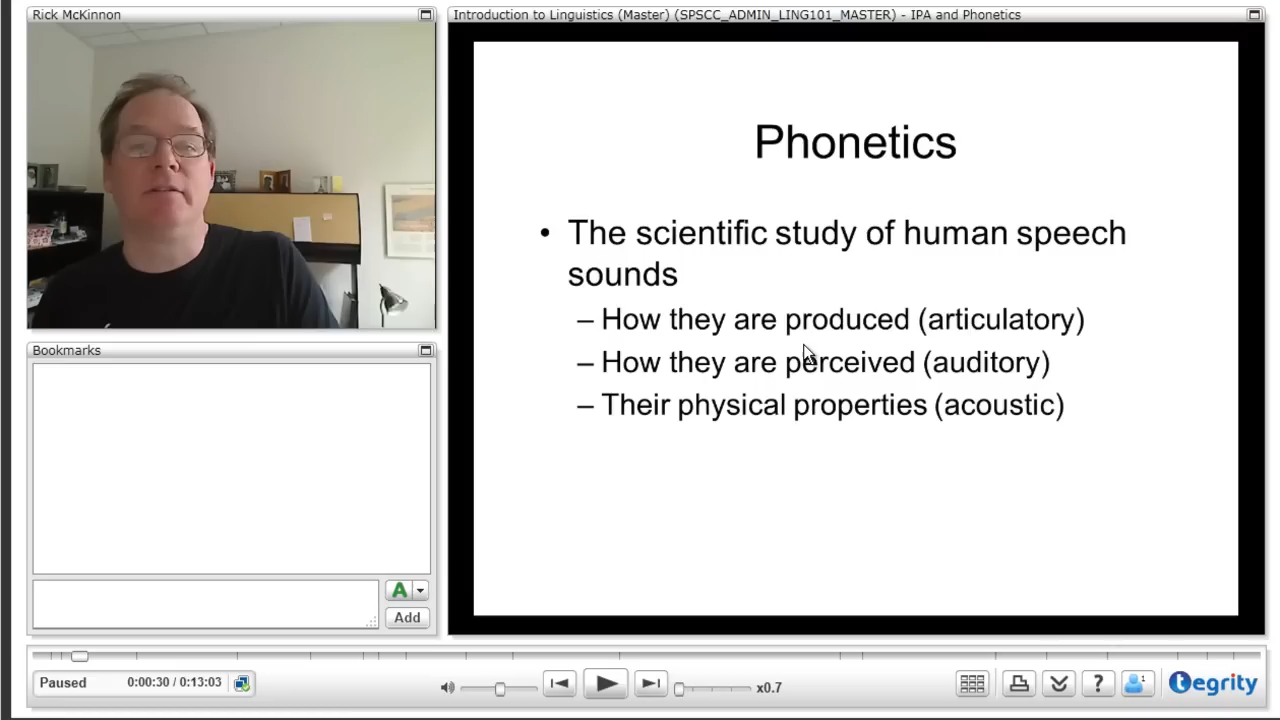 Rick McKinnon
Introduction to Linguistics (Master) (SPSCC_ADMIN_LING101_MASTER) - IPA and Phonetics
Phonetics
• The scientific study of human speech
sounds
– How they are produced (articulatory)
– How they are perceived (auditory)
– Their physical properties (acoustic)
Bookmarks
A
Add
Paused
0:00:30 / 0:13:03
x0.7
?
1
tegrity